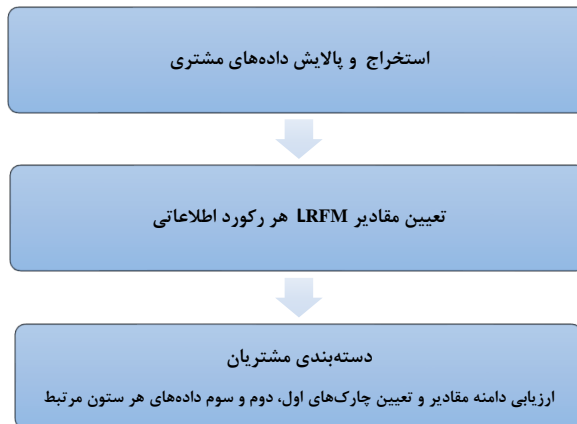 استخراج و پالایش داده‌های مشتری
تعیین مقادیر LRFM هر رکورد اطلاعاتی
دسته‌بندی مشتریان
ارزیابی دامنه مقادیر و تعیین چارک‌های اول، دوم و سوم داده‌های هر ستون مرتبط